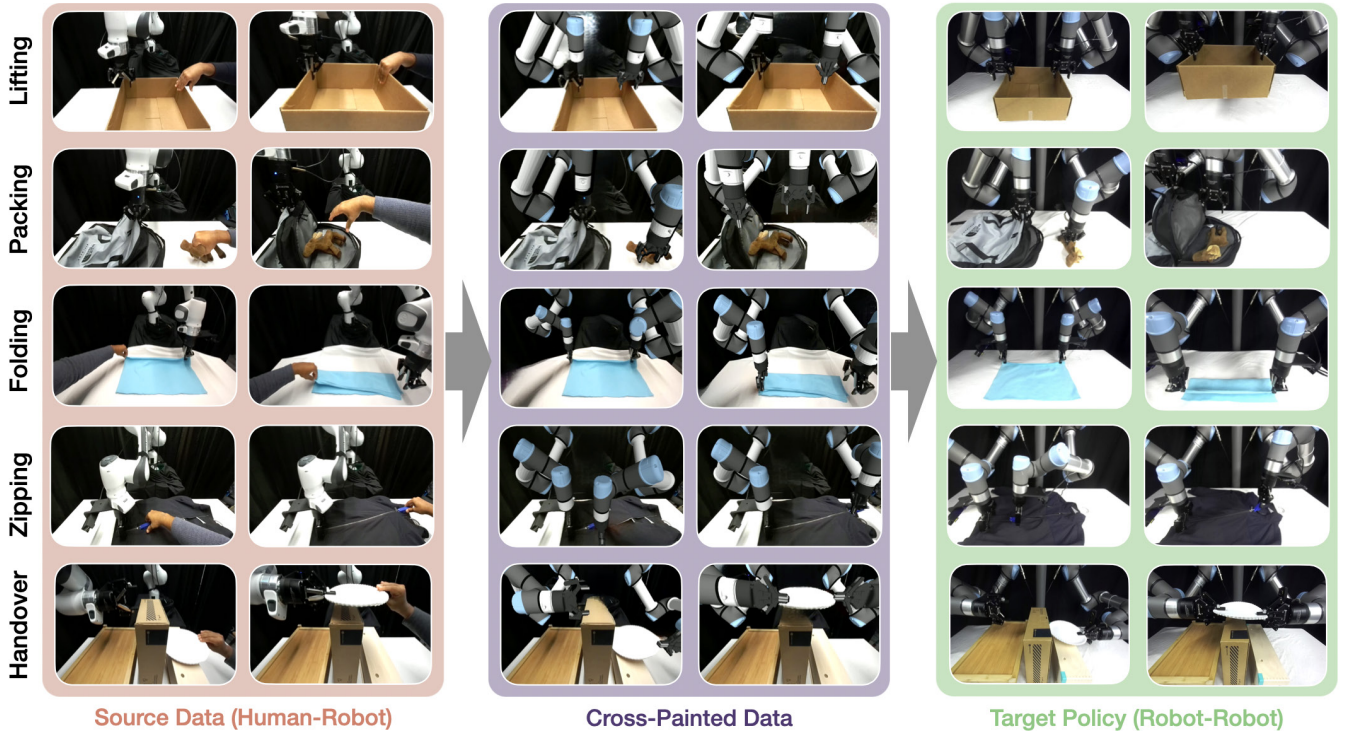 Lifting
Packing
Folding
Zipping
Handover
Source Data (Human-Robot)
Cross-Painted Data
Target Policy (Robot-Robot)